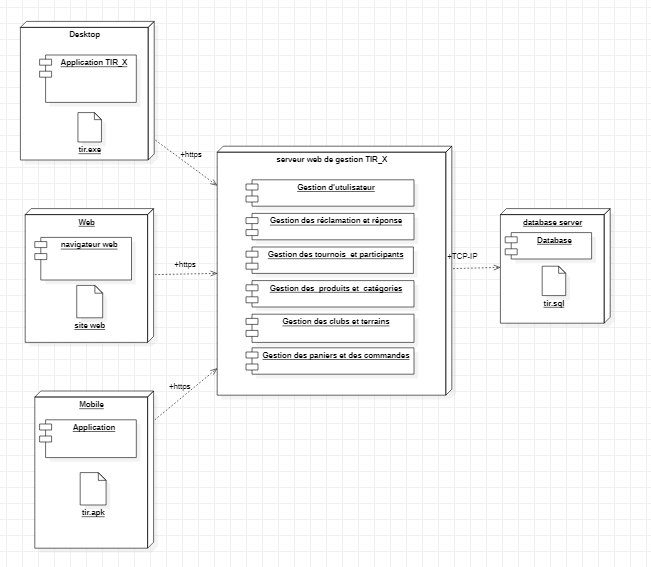 Desktop
Application TIR_X
tir.exe
+https
Web
navigateur web
site web
+https
Mobile
Application
tir.apk
+https
serveur web de gestion TIR_X
Gestion d'utulisateur
Gestion des réclamation et réponse
Gestion des tournois et participants
Gestion des produits et catégories
Gestion des clubs et terrains
Gestion des paniers et des commandes
+TCP-IP
database server
Database
tir.sql